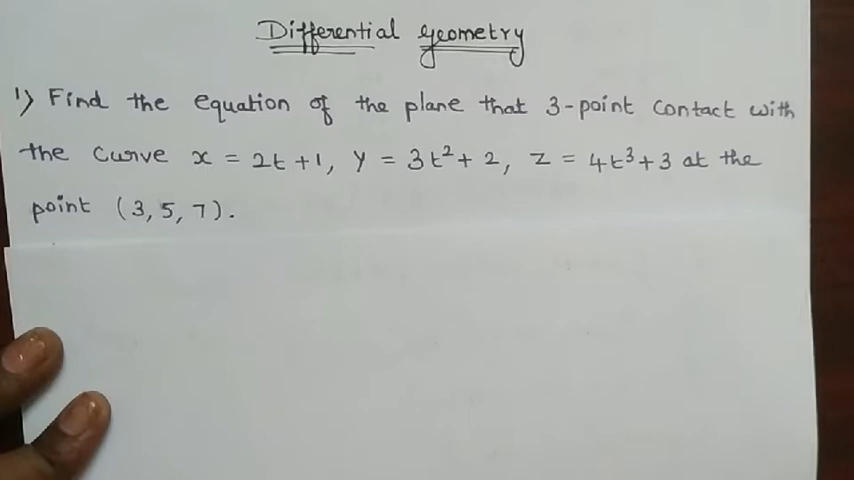 Differential geometry
1) Find the equation of the plane that 3-point contact with
the curve x = 2t+1, y = 3t²+2, z = 4t³+3 at the
point (3,5,7).